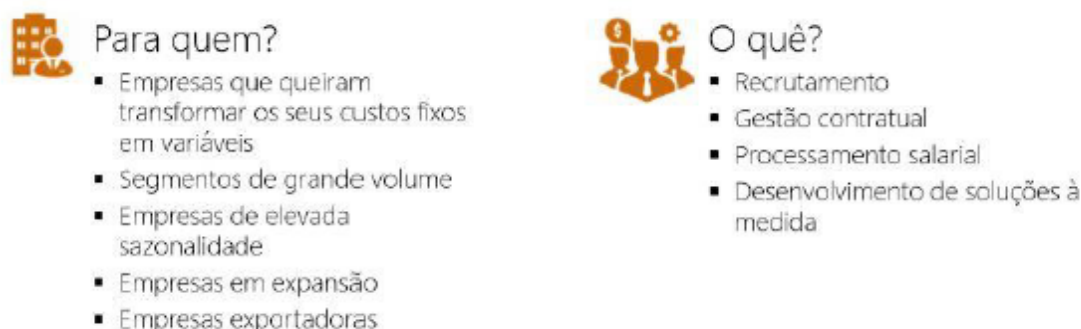 Para quem?
▪ Empresas que queiram
transformar os seus custos fixos
em variáveis
▪ Segmentos de grande volume
▪ Empresas de elevada
sazonalidade
▪ Empresas em expansão
▪ Empresas exportadoras
O quê?
▪ Recrutamento
▪ Gestão contratual
▪ Processamento salarial
▪ Desenvolvimento de soluções à
medida